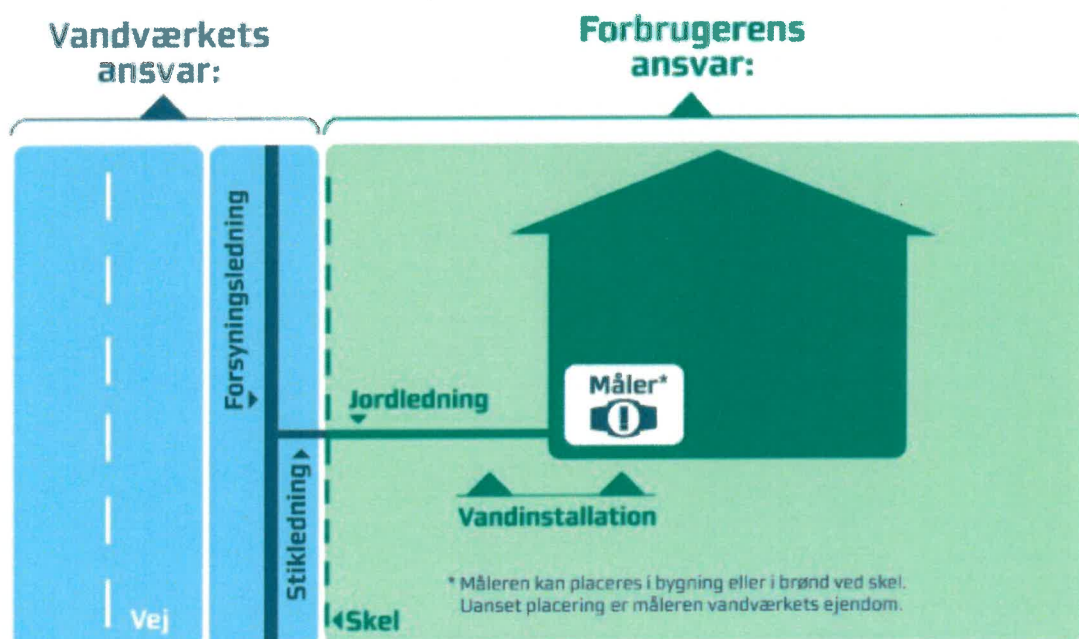 Vandværkets
ansvar:
Forbrugerens
ansvar:
Forsyningsledning
Jordledning
Måler*
Stikledning
Vandinstallation
* Måleren kan placeres i bygning eller i brønd ved skel.
Uanset placering er måleren vandværkets ejendom.
Vej
Skel